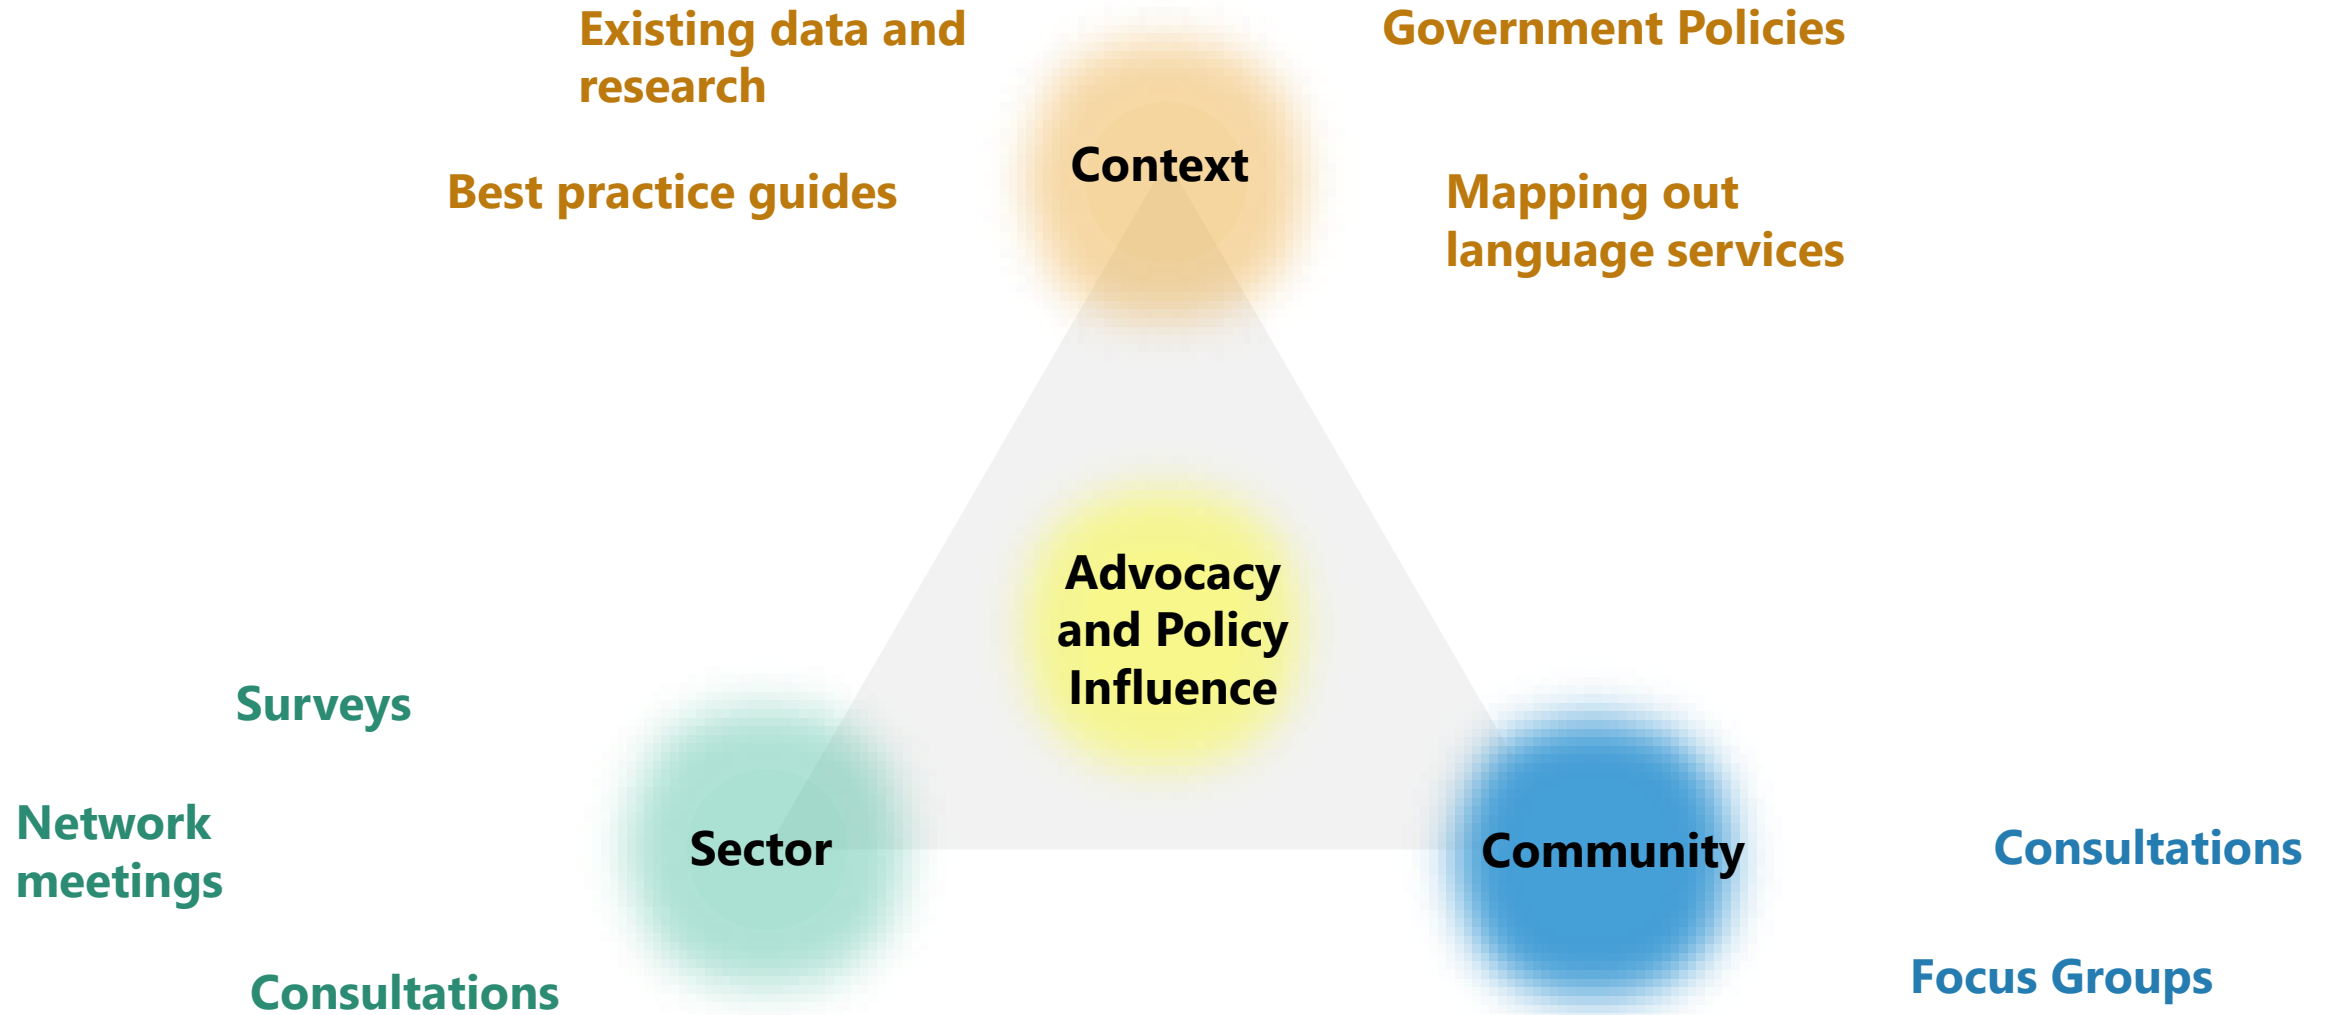 Existing data and
research
Government Policies
Context
Best practice guides
Mapping out
language services
Advocacy
and Policy
Influence
Surveys
Network
meetings
Sector
Community
Consultations
Consultations
Focus Groups